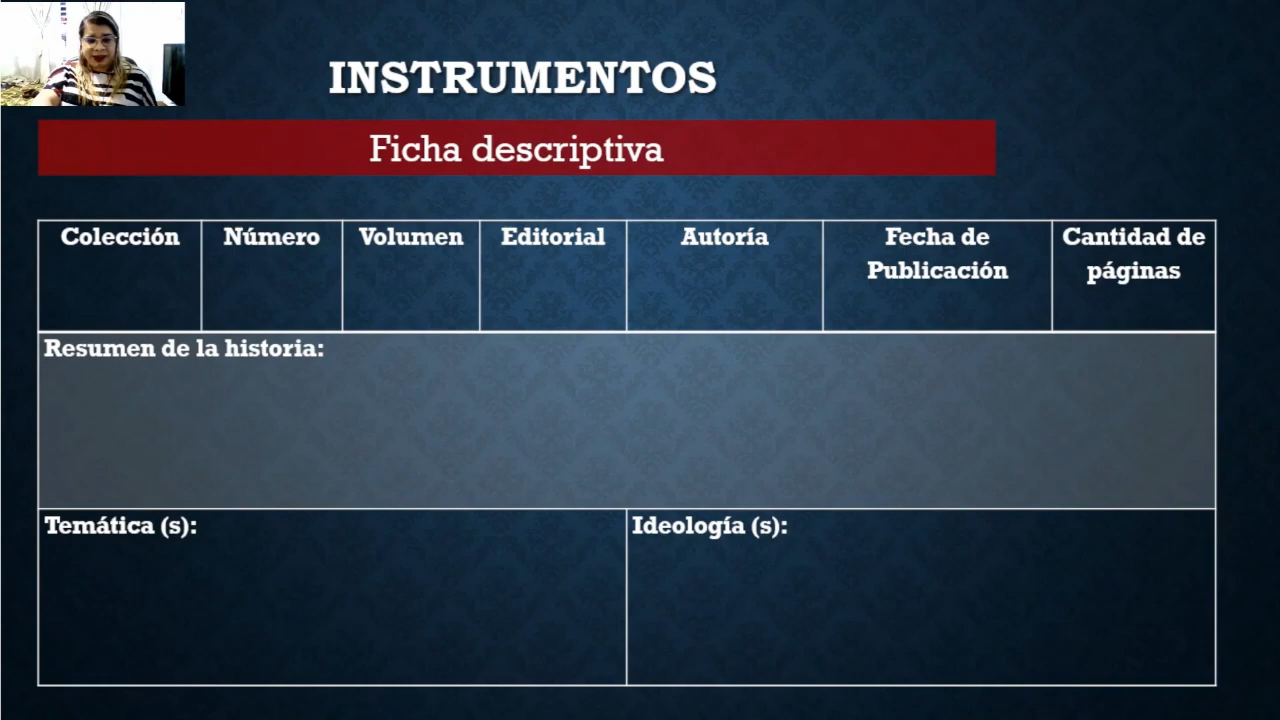 INSTRUMENTOS
Ficha descriptiva
Colección Número Volumen Editorial Autoría Fecha de Publicación Cantidad de páginas
Resumen de la historia:
Temática (s): Ideología (s):